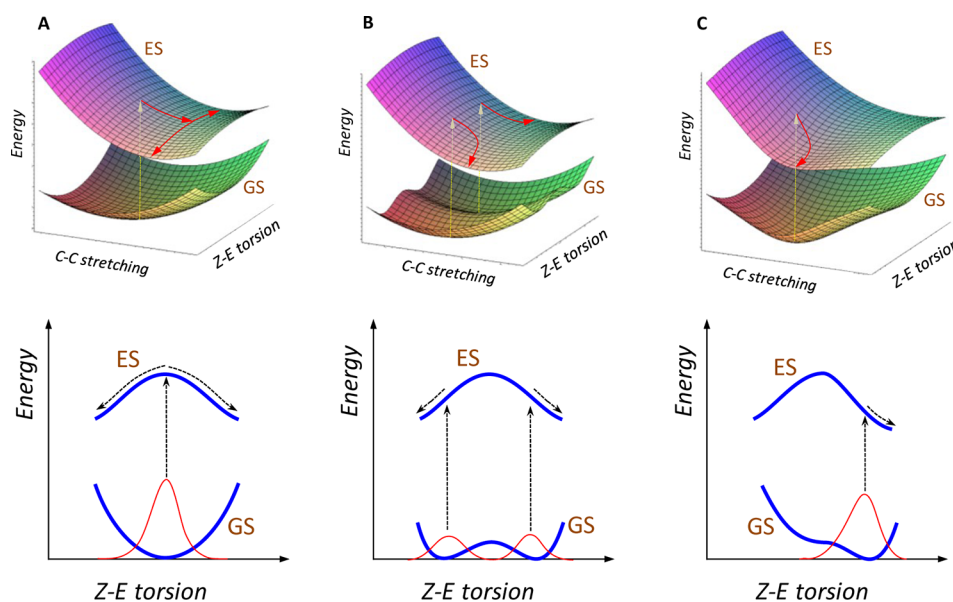 A
B
C
ES
ES
ES
Energy
Energy
Energy
GS
GS
GS
C-C stretching
Z-E torsion
C-C stretching
Z-E torsion
C-C stretching
Z-E torsion
Energy
ES
GS
Z-E torsion
Energy
ES
GS
Z-E torsion
Energy
ES
GS
Z-E torsion